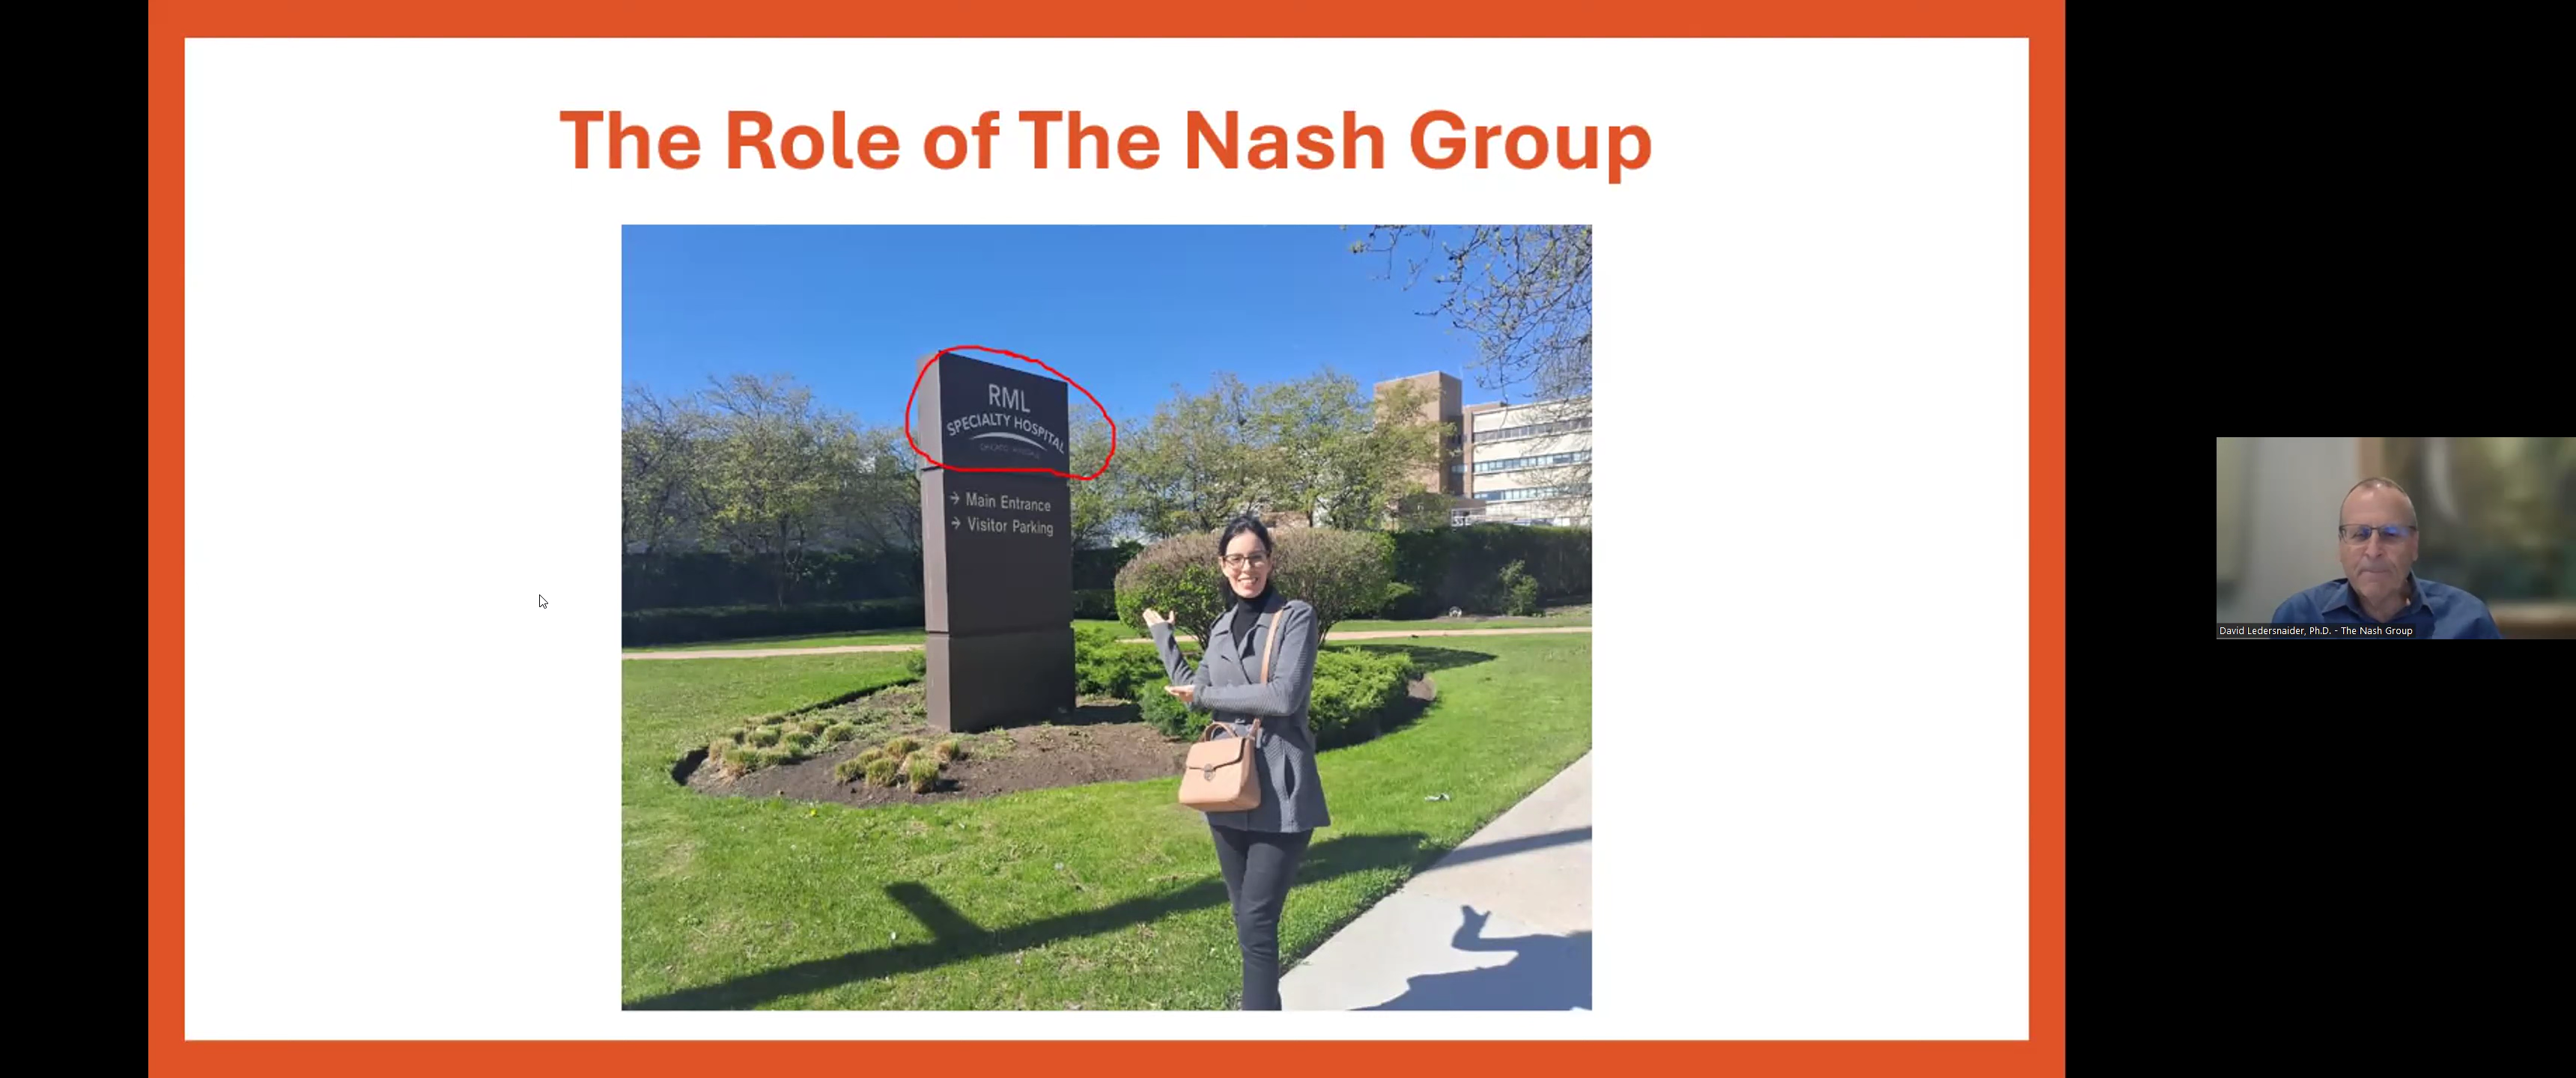 The Role of The Nash Group
RML
SPECIALTY HOSPITAL
→ Main Entrance
→ Visitor Parking
David Ledersnaider, Ph.D. - The Nash Group